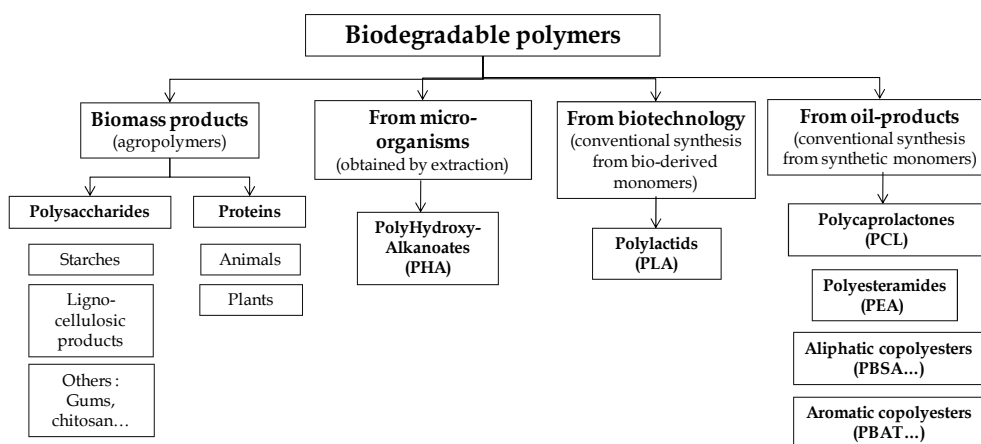 Biodegradable polymers
Biomass products
(agropolymers)
From micro-
organisms
(obtained by extraction)
From biotechnology
(conventional synthesis
from bio-derived
monomers)
From oil-products
(conventional synthesis
from synthetic monomers)
Polysaccharides
Proteins
PolyHydroxy-
Alkanoates
(PHA)
Polylactids
(PLA)
Polycaprolactones
(PCL)
Starches
Animals
Ligno-
cellulosic
products
Plants
Polyesteramides
(PEA)
Others :
Gums,
chitosan...
Aliphatic copolyesters
(PBSA...)
Aromatic copolyesters
(PBAT...)